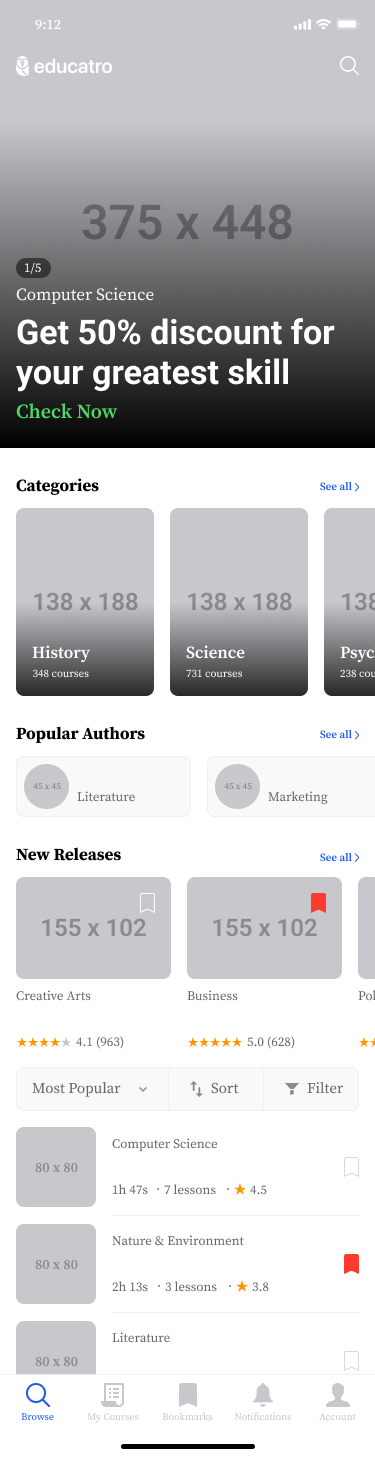 9:12
educatro
375 x 448
1/5
Computer Science
Get 50% discount for
your greatest skill
Check Now
Categories
See all
138 x 188
138 x 188
138
History
Science
Psyc
348 courses
731 courses
238 cou
Popular Authors
See all
45 x 45
Literature
45 x 45
Marketing
New Releases
See all
155 x 102
155 x 102
Creative Arts
Business
Pol
4.1 (963)
5.0 (628)
Most Popular
Sort
Filter
80 x 80
Computer Science
1h 47s · 7 lessons · ★ 4.5
80 x 80
Nature & Environment
2h 13s · 3 lessons · ★ 3.8
80 x 80
Literature
Browse
My Courses
Bookmarks
Notifications
Account